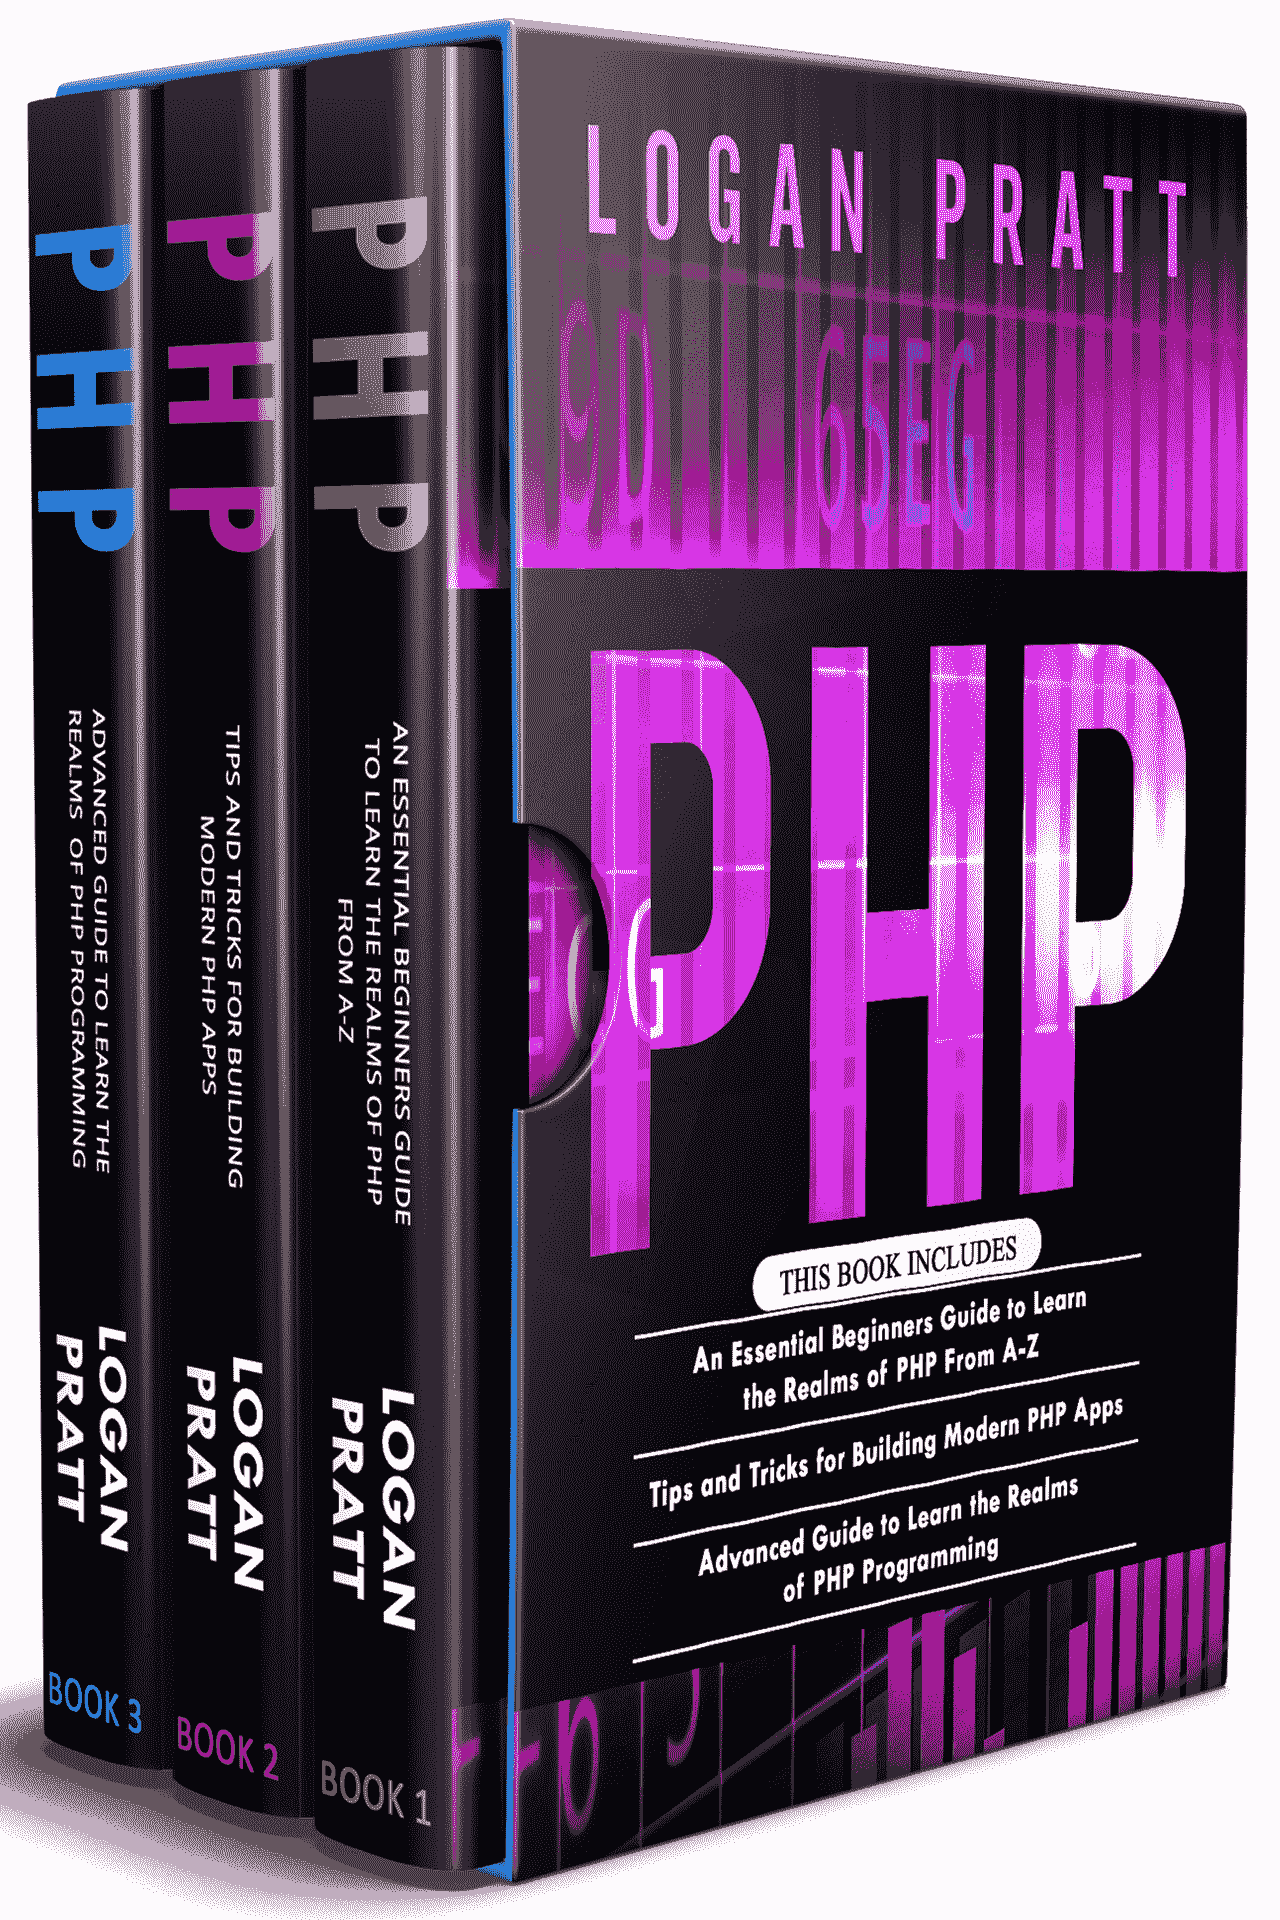 PHP
ADVANCED GUIDE TO LEARN THE
REALMS OF PHP PROGRAMMING
LOGAN
PRATT
BOOK 3
PHP
TIPS AND TRICKS FOR BUILDING
MODERN PHP APPS
LOGAN
PRATT
BOOK 2
PHP
AN ESSENTIAL BEGINNERS GUIDE
TO LEARN THE REALMS OF PHP
FROM A-Z
LOGAN
PRATT
BOOK 1
LOGAN PRATT
65EG
PHP
THIS BOOK INCLUDES
An Essential Beginners Guide to Learn
the Realms of PHP From A-Z
Tips and Tricks for Building Modern PHP Apps
Advanced Guide to Learn the Realms
of PHP Programming